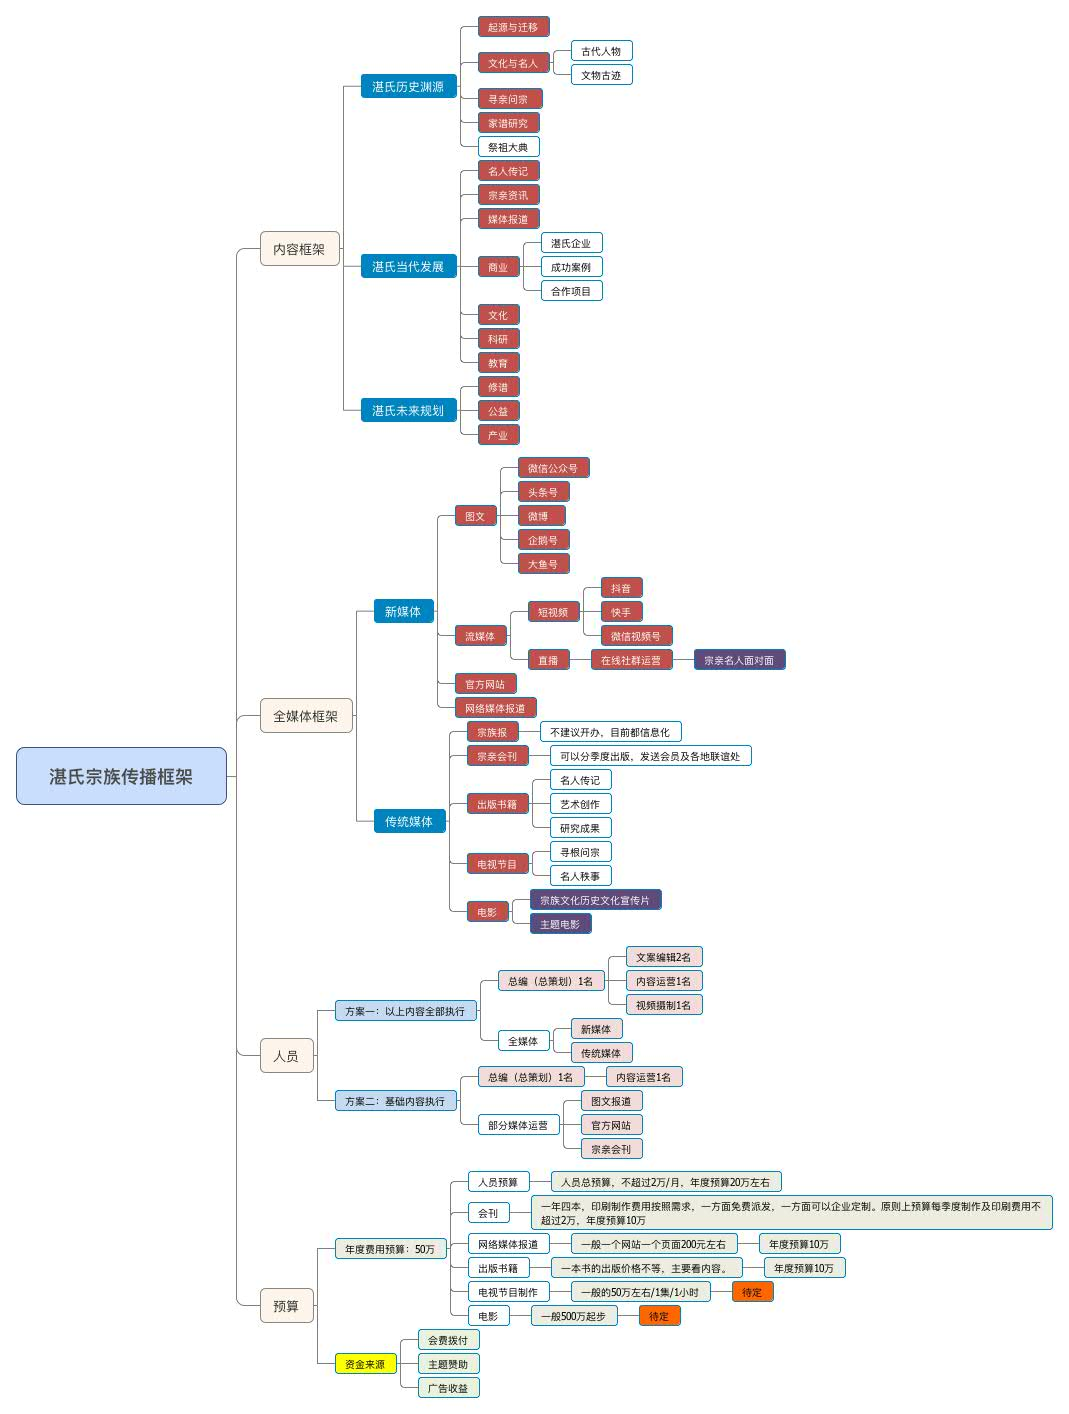 湛氏宗族传播框架
内容框架
湛氏历史渊源
起源与迁移
文化与名人
古代人物
文物古迹
寻亲问宗
家谱研究
祭祖大典
湛氏当代发展
名人传记
宗亲资讯
媒体报道
商业
湛氏企业
成功案例
合作项目
文化
科研
教育
湛氏未来规划
修谱
公益
产业
全媒体框架
新媒体
图文
微信公众号
头条号
微博
企鹅号
大鱼号
流媒体
短视频
抖音
快手
微信视频号
直播
在线社群运营
宗亲名人面对面
官方网站
网络媒体报道
传统媒体
宗族报
不建议开办，目前都信息化
宗亲会刊
可以分季度出版，发送会员及各地联谊处
出版书籍
名人传记
艺术创作
研究成果
电视节目
寻根问宗
名人秩事
电影
宗族文化历史文化宣传片
主题电影
人员
方案一：以上内容全部执行
总编（总策划）1名
文案编辑2名
内容运营1名
视频摄制1名
全媒体
新媒体
传统媒体
方案二：基础内容执行
总编（总策划）1名
内容运营1名
部分媒体运营
图文报道
官方网站
宗亲会刊
预算
年度费用预算：50万
人员预算
人员总预算，不超过2万/月，年度预算20万左右
会刊
一年四本，印刷制作费用按照需求，一方面免费派发，一方面可以企业定制。原则上预算每季度制作及印刷费用不
超过2万，年度预算10万
网络媒体报道
一般一个网站一个页面200元左右
年度预算10万
出版书籍
一本书的出版价格不等，主要看内容。
年度预算10万
电视节目制作
一般的50万左右/1集/1小时
待定
电影
一般500万起步
待定
资金来源
会费拨付
主题赞助
广告收益